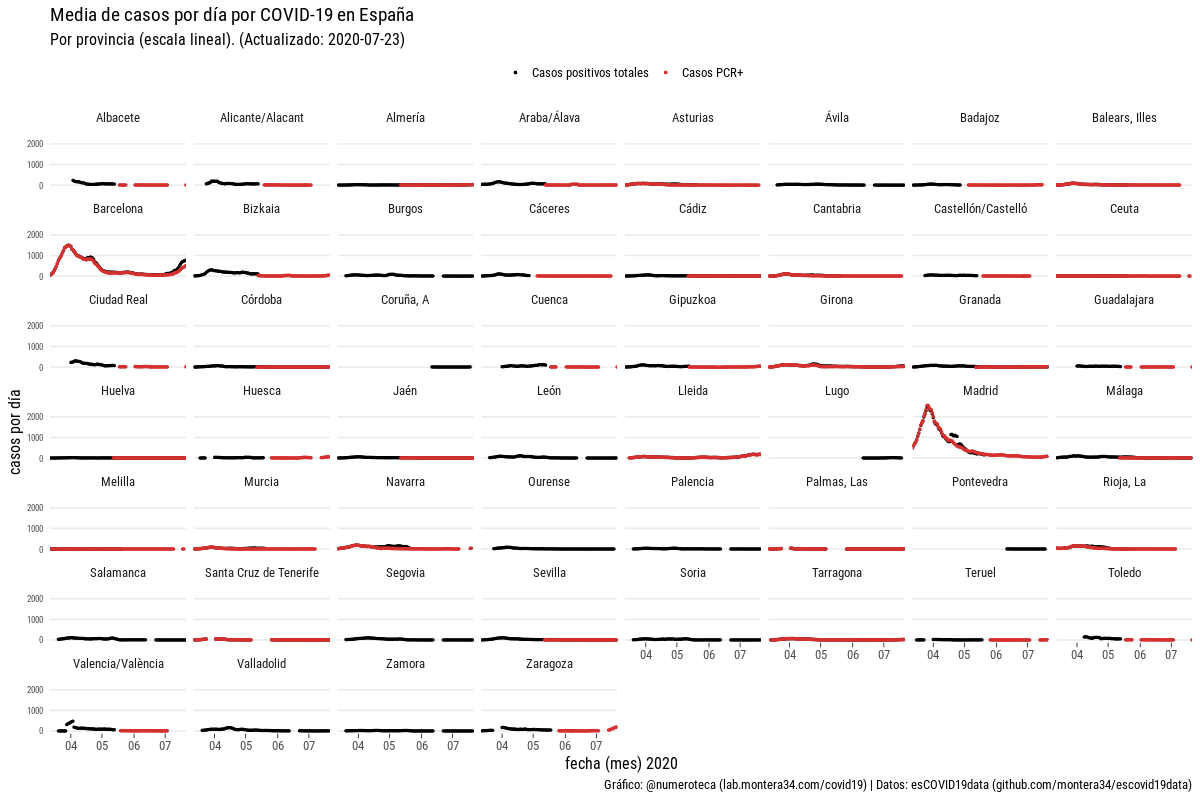 Media de casos por día por COVID-19 en España
Por provincia (escala lineal). (Actualizado: 2020-07-23)
Casos positivos totales Casos PCR+
Albacete Alicante/Alacant Almería Araba/Álava Asturias Ávila Badajoz Balears, Illes
2000
1000
0
Barcelona Bizkaia Burgos Cáceres Cádiz Cantabria Castellón/Castelló Ceuta
2000
1000
0
Ciudad Real Córdoba Coruña, A Cuenca Gipuzkoa Girona Granada Guadalajara
2000
1000
0
Huelva Huesca Jaén León Lleida Lugo Madrid Málaga
2000
1000
0
casos por día
Melilla Murcia Navarra Ourense Palencia Palmas, Las Pontevedra Rioja, La
2000
1000
0
Salamanca Santa Cruz de Tenerife Segovia Sevilla Soria Tarragona Teruel Toledo
2000
1000
0
04 05 06 07 04 05 06 07 04 05 06 07 04 05 06 07
Valencia/València Valladolid Zamora Zaragoza
2000
1000
0
04 05 06 07 04 05 06 07 04 05 06 07 04 05 06 07
fecha (mes) 2020
Gráfico: @numeroteca (lab.montera34.com/covid19) | Datos: esCOVID19data (github.com/montera34/escovid19data)